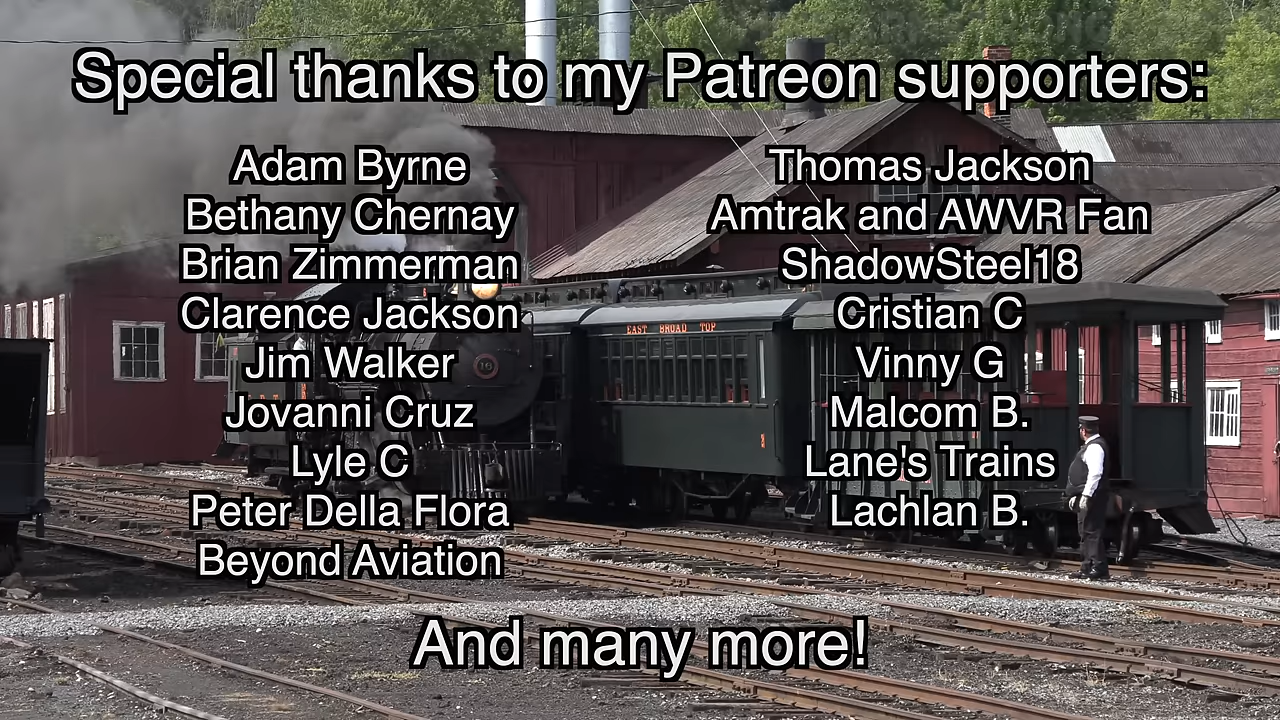 Special thanks to my Patreon supporters:
Adam Byrne
Bethany Chernay
Brian Zimmerman
Clarence Jackson
Jim Walker
Jovanni Cruz
Lyle C
Peter Della Flora
Beyond Aviation
Thomas Jackson
Amtrak and AWVR Fan
ShadowSteel18
Cristian C
Vinny G
Malcom B.
Lane's Trains
Lachlan B.
And many more!
EAST BROAD TOP
16